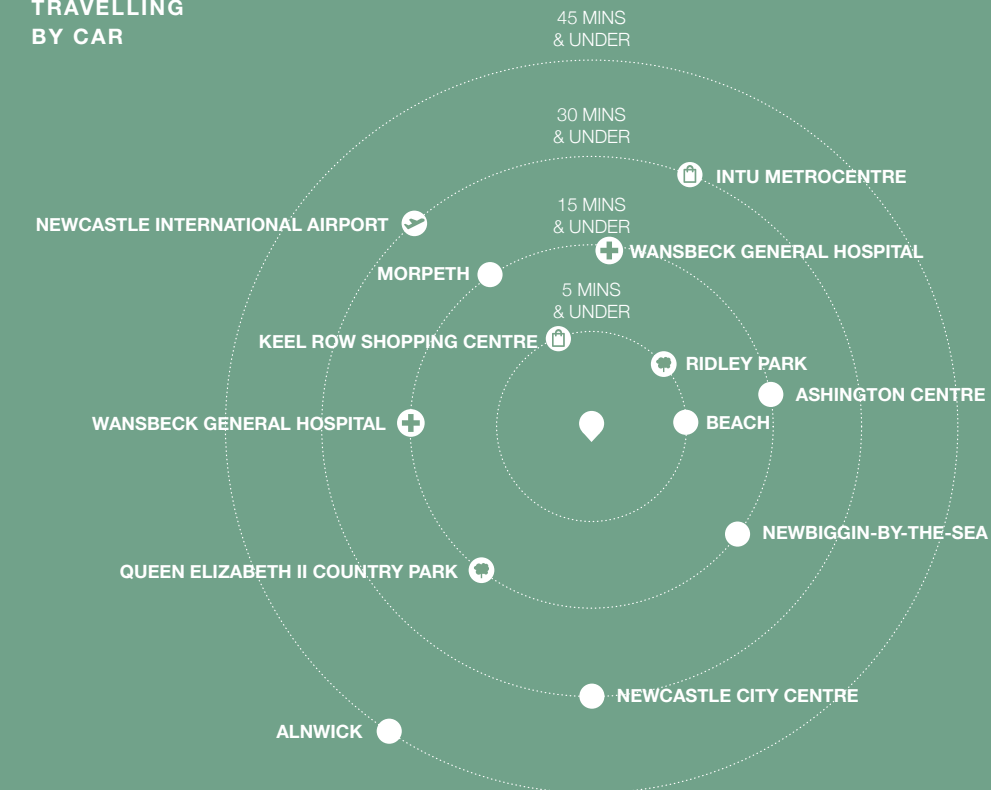 TRAVELLING
BY CAR
45 MINS
& UNDER
30 MINS
& UNDER
INTU METROCENTRE
15 MINS
& UNDER
NEWCASTLE INTERNATIONAL AIRPORT
WANSBECK GENERAL HOSPITAL
MORPETH
5 MINS
& UNDER
KEEL ROW SHOPPING CENTRE
RIDLEY PARK
ASHINGTON CENTRE
WANSBECK GENERAL HOSPITAL
BEACH
NEWBIGGIN-BY-THE-SEA
QUEEN ELIZABETH II COUNTRY PARK
NEWCASTLE CITY CENTRE
ALNWICK